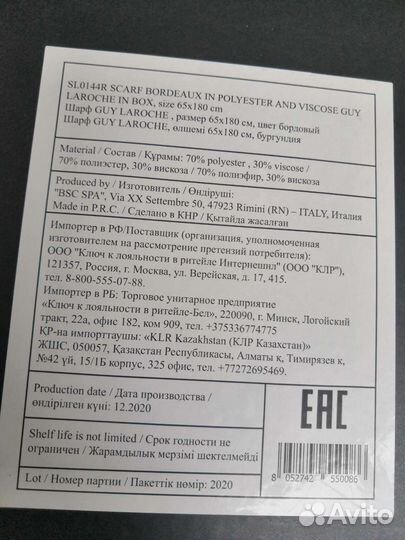 SL0144R SCARF BORDEAUX IN POLYESTER AND VISCOSE GUY
LAROCHE IN BOX, size 65x180 cm
Шарф GUY LAROCHE , размер 65x180 см, цвет бордовый
Шарф GUY LAROCHE, өлшемі 65x180 см, бургундия
Material / Состав / Құрамы: 70% polyester , 30% viscose /
70% полиэстер, 30% вискоза / 70% полиэфир, 30% вискоза
Produced by / Изготовитель / Өндіруші:
"BSC SPA", Via XX Settembre 50, 47923 Rimini (RN) – ITALY, Италия
Made in P.R.C. / Сделано в КНР / Қытайда жасалған
Импортер в РФ/Поставщик (организация, уполномоченная
изготовителем на рассмотрение претензий потребителя):
ООО "Ключ к лояльности в ритейле Интернешнл" (ООО "КЛР"),
121357, Россия, г. Москва, ул. Верейская, д. 17, 415.
тел. 8-800-555-07-88.
Импортер в РБ: Торговое унитарное предприятие
«Ключ к лояльности в ритейле-Бел», 220090, г. Минск, Логойский
тракт, 22а, офис 182, ком 909, тел. +375336774775
ҚР-на импорттаушы: «KLR Kazakhstan (КЛР Казахстан)»
ЖШС, 050057, Қазақстан Республикасы, Алматы қ, Тимирязев к,
№42 үй, 15/1Б корпус, 325 офис, тел.+77272695469.
Production date / Дата производства /
өндірілген күні: 12.2020
EAC
Shelf life is not limited / Срок годности не
ограничен / Жарамдылық мерзімі шектелмейді
Lot / Номер партии / Пакеттік нөмір: 2020
8 052742 550086
Avito